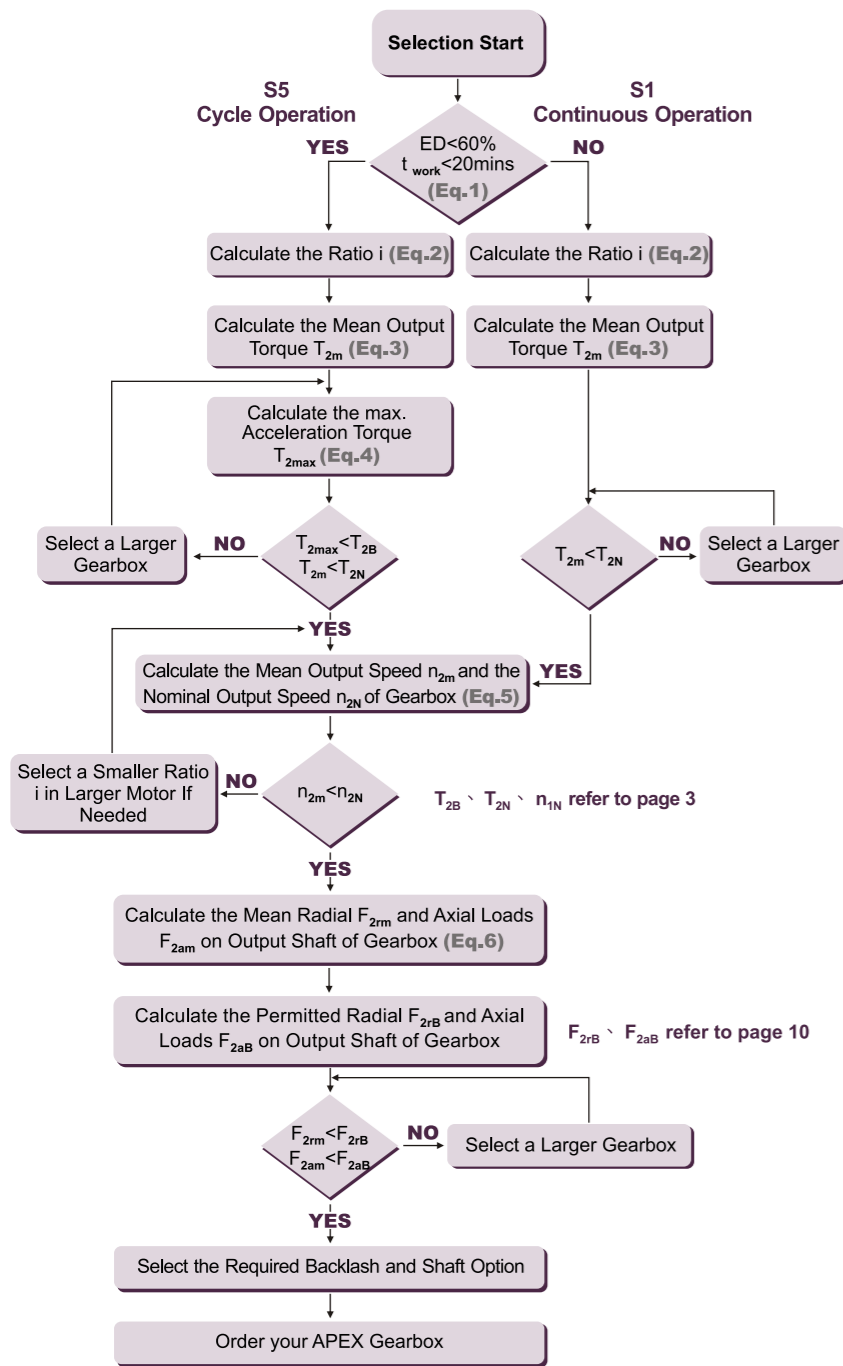 Selection Start
S5
Cycle Operation
S1
Continuous Operation
YES
ED<60%
t work<20mins
(Eq.1)
NO
Calculate the Ratio i (Eq.2)
Calculate the Ratio i (Eq.2)
Calculate the Mean Output
Torque T2m (Eq.3)
Calculate the Mean Output
Torque T2m (Eq.3)
Calculate the max.
Acceleration Torque
T2max (Eq.4)
Select a Larger
Gearbox
NO
T2max<T2B
T2m<T2N
T2m<T2N
NO
Select a Larger
Gearbox
YES
YES
Calculate the Mean Output Speed n2m and the
Nominal Output Speed n2N of Gearbox (Eq.5)
Select a Smaller Ratio
i in Larger Motor If
Needed
NO
n2m<n2N
T2B、T2N、n1N refer to page 3
YES
Calculate the Mean Radial F2rm and Axial Loads
F2am on Output Shaft of Gearbox (Eq.6)
Calculate the Permitted Radial F2rB and Axial
Loads F2aB on Output Shaft of Gearbox
F2rB、F2aB refer to page 10
F2rm<F2rB
F2am<F2aB
NO
Select a Larger Gearbox
YES
Select the Required Backlash and Shaft Option
Order your APEX Gearbox